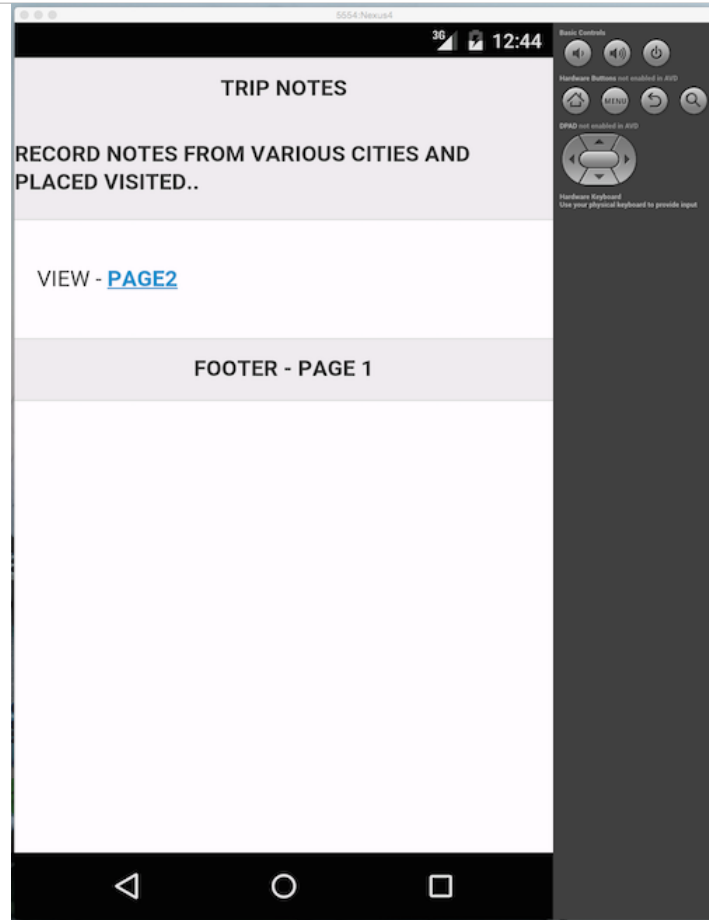 5554:Nexus4
3G 12:44
Basic Controls
Hardware Buttons not enabled in AVD
MENU
DPAD not enabled in AVD
Hardware Keyboard
Use your physical keyboard to provide input
TRIP NOTES
RECORD NOTES FROM VARIOUS CITIES AND
PLACED VISITED..
VIEW - PAGE2
FOOTER - PAGE 1